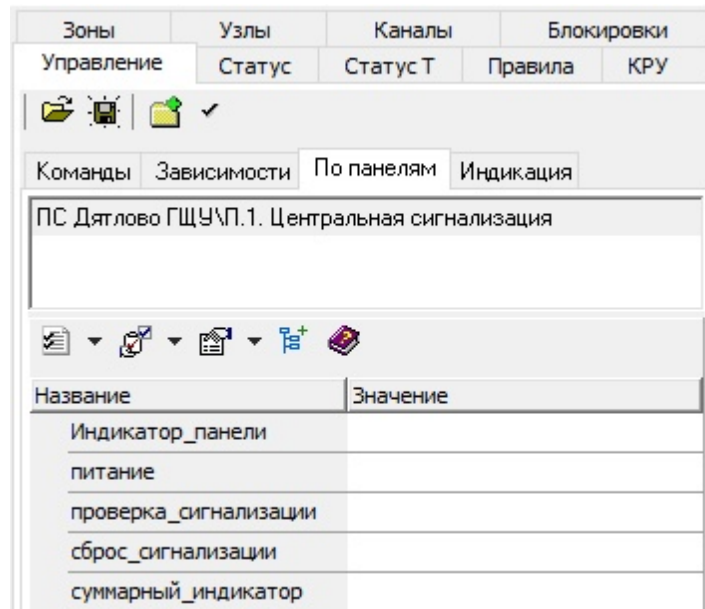 Зоны Узлы Каналы Блокировки
Управление Статус Статус Т Правила КРУ
Команды Зависимости По панелям Индикация
ПС Дятлово ГЩУ\П.1. Центральная сигнализация
Название Значение
Индикатор_панели
питание
проверка_сигнализации
сброс_сигнализации
суммарный_индикатор